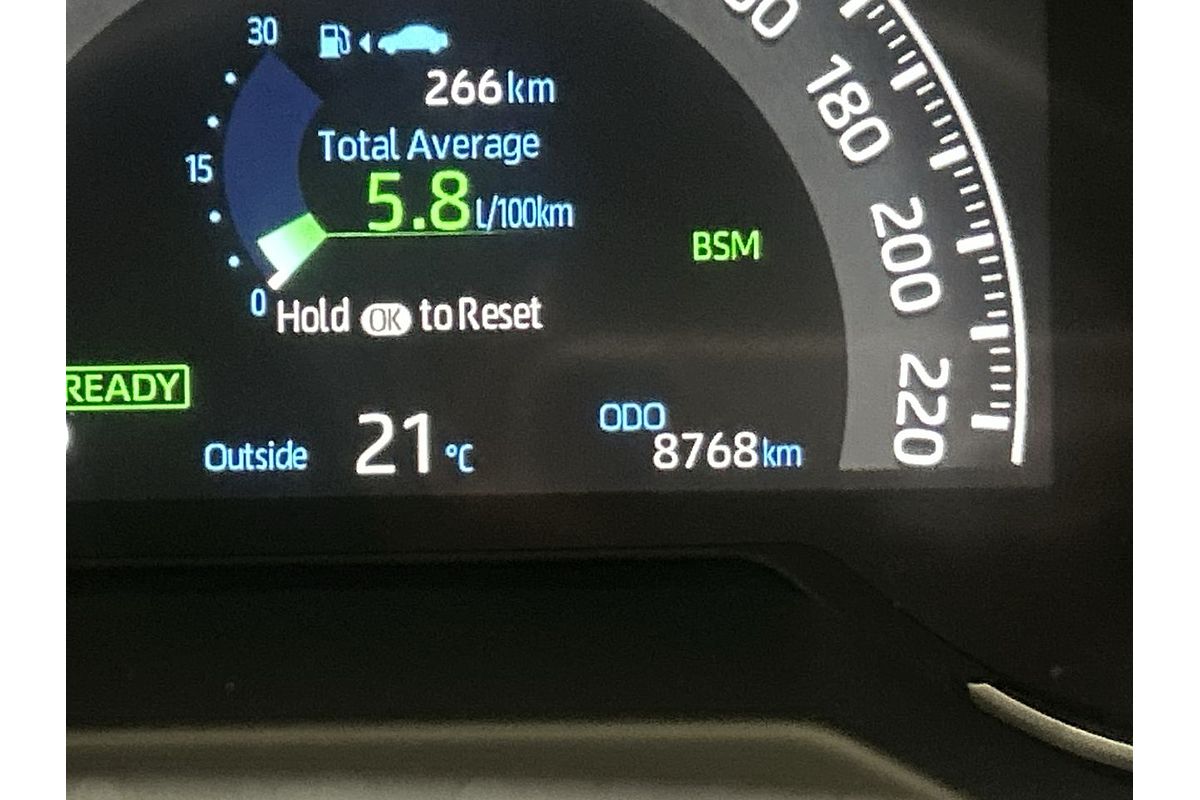 30
266km
Total Average
15
5.8 L/100km
BSM
0
Hold OK to Reset
READY
Outside 21 °C
ODO
8768km
180
200
220